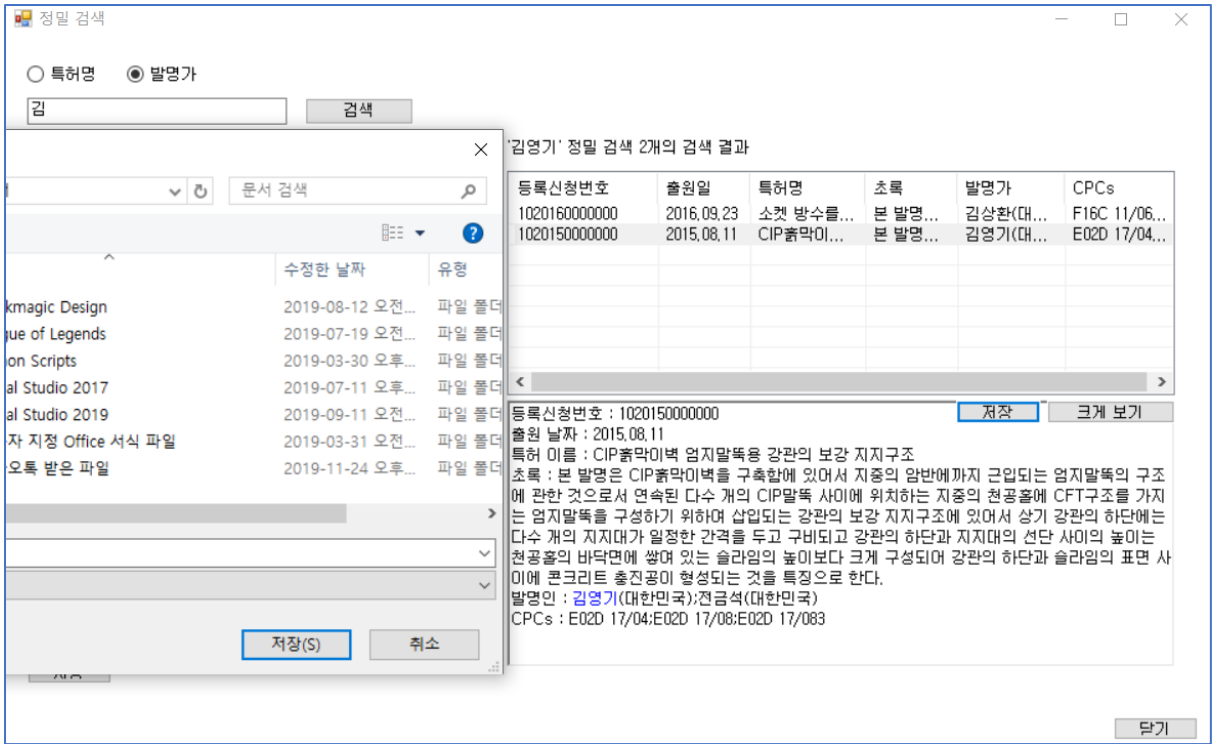 정밀 검색
특허명 발명가
김 검색
'김영기' 정밀 검색 2개의 검색 결과
문서 검색
수정한 날짜 유형
kmagic Design 2019-08-12 오전... 파일 폴더
gue of Legends 2019-07-19 오전... 파일 폴더
on Scripts 2019-03-30 오후... 파일 폴더
al Studio 2017 2019-07-11 오후... 파일 폴더
al Studio 2019 2019-09-11 오전... 파일 폴더
자 지정 Office 서식 파일 2019-03-31 오전... 파일 폴더
오톡 받은 파일 2019-11-24 오후... 파일 폴더
저장(S) 취소
등록신청번호 출원일 특허명 초록 발명가 CPCs
1020160000000 2016.09.23 소켓 방수를... 본 발명... 김상환(대... F16C 11/06...
1020150000000 2015.08.11 CIP흙막이... 본 발명... 김영기(대... E02D 17/04...
저장 크게 보기
등록신청번호 : 1020150000000
출원 날짜 : 2015.08.11
특허 이름 : CIP흙막이벽 엄지말뚝용 강관의 보강 지지구조
초록 : 본 발명은 CIP흙막이벽을 구축함에 있어서 지중의 암반에까지 근입되는 엄지말뚝의 구조
에 관한 것으로서 연속된 다수 개의 CIP말뚝 사이에 위치하는 지중의 천공홀에 CFT구조를 가지
는 엄지말뚝을 구성하기 위하여 삽입되는 강관의 보강 지지구조에 있어서 상기 강관의 하단에는
다수 개의 지지대가 일정한 간격을 두고 구비되고 강관의 하단과 지지대의 선단 사이의 높이는
천공홀의 바닥면에 쌓여 있는 슬라임의 높이보다 크게 구성되어 강관의 하단과 슬라임의 표면 사
이에 콘크리트 충진공이 형성되는 것을 특징으로 한다.
발명인 : 김영기(대한민국);전금석(대한민국)
CPCs : E02D 17/04;E02D 17/08;E02D 17/083
닫기